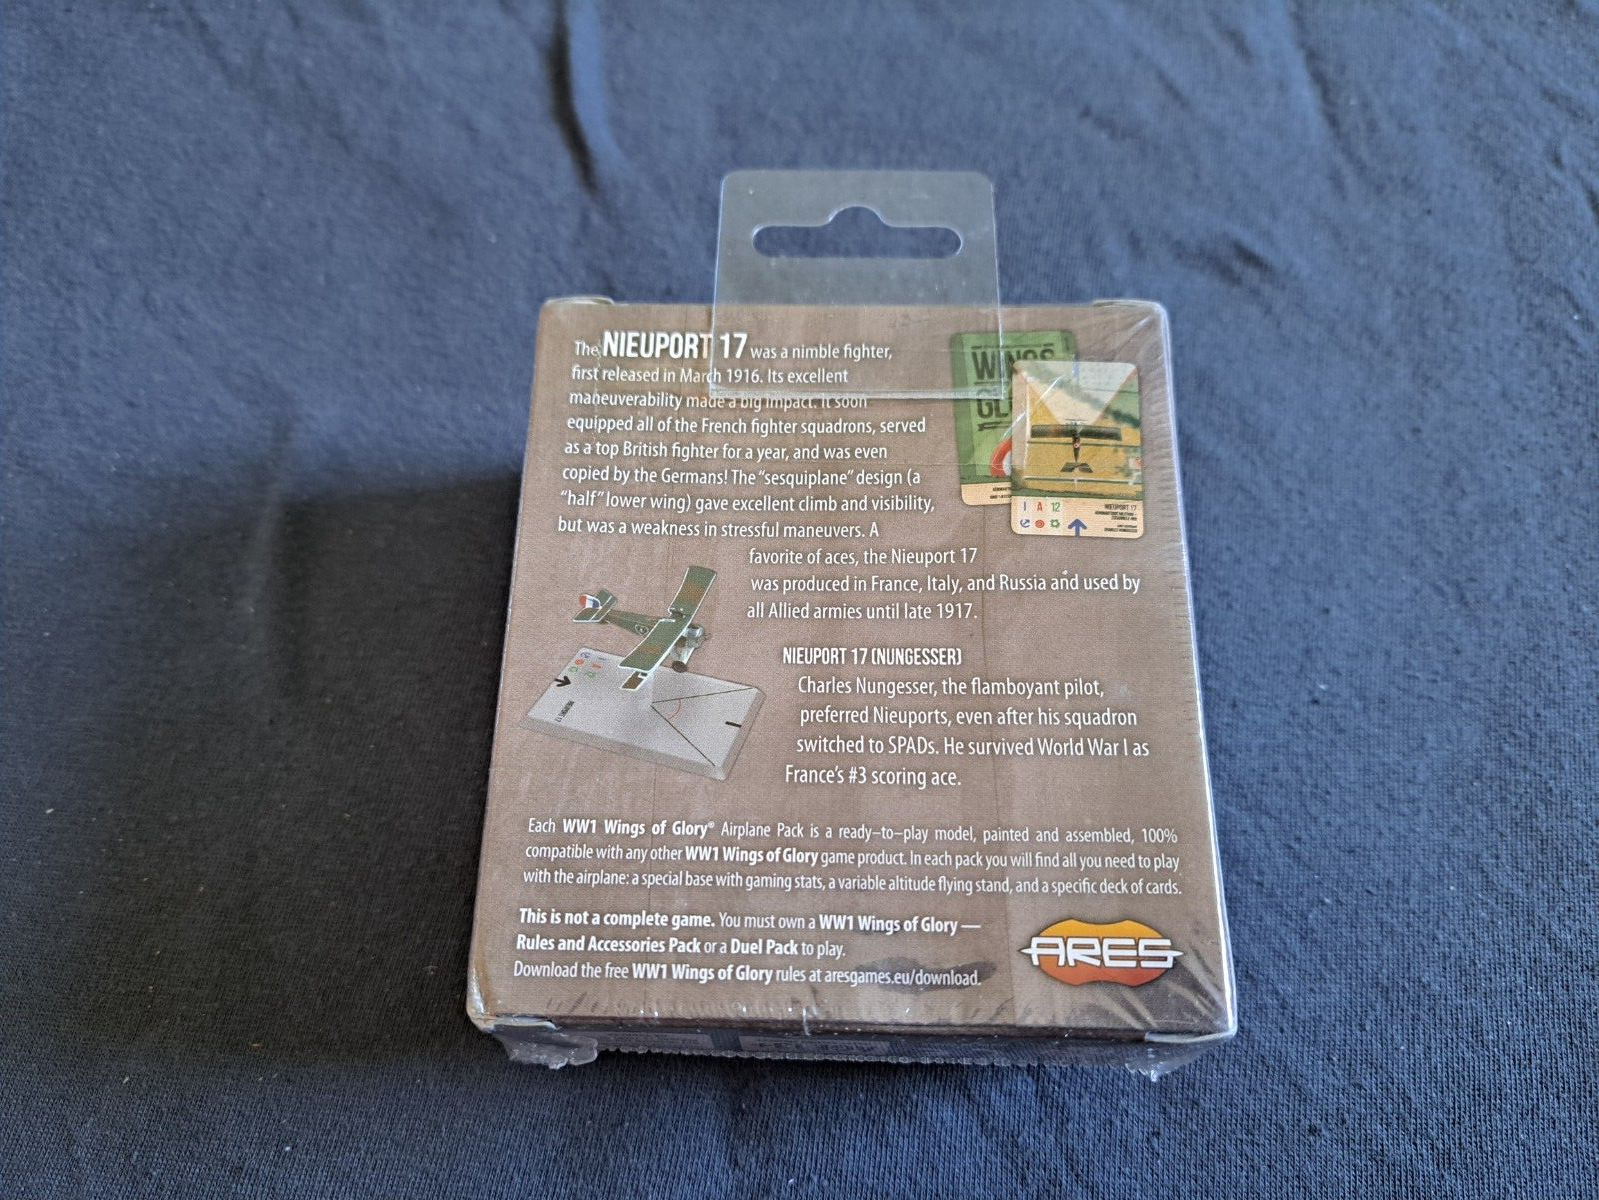 The NIEUPORT 17 was a nimble fighter,
first released in March 1916. Its excellent
maneuverability made a big impact. It soon
equipped all of the French fighter squadrons, served
as a top British fighter for a year, and was even
copied by the Germans! The “sesquiplane” design (a
“half” lower wing) gave excellent climb and visibility,
but was a weakness in stressful maneuvers. A
favorite of aces, the Nieuport 17
was produced in France, Italy, and Russia and used by
all Allied armies until late 1917.
WINGS
I A 12
NIEUPORT 17
NIEUPORT 17 (NUNGESSER)
Charles Nungesser, the flamboyant pilot,
preferred Nieuports, even after his squadron
switched to SPADs. He survived World War I as
France’s #3 scoring ace.
Each WW1 Wings of Glory® Airplane Pack is a ready–to–play model, painted and assembled, 100%
compatible with any other WW1 Wings of Glory game product. In each pack you will find all you need to play
with the airplane: a special base with gaming stats, a variable altitude flying stand, and a specific deck of cards.
This is not a complete game. You must own a WW1 Wings of Glory —
Rules and Accessories Pack or a Duel Pack to play.
Download the free WW1 Wings of Glory rules at aresgames.eu/download.
ARES